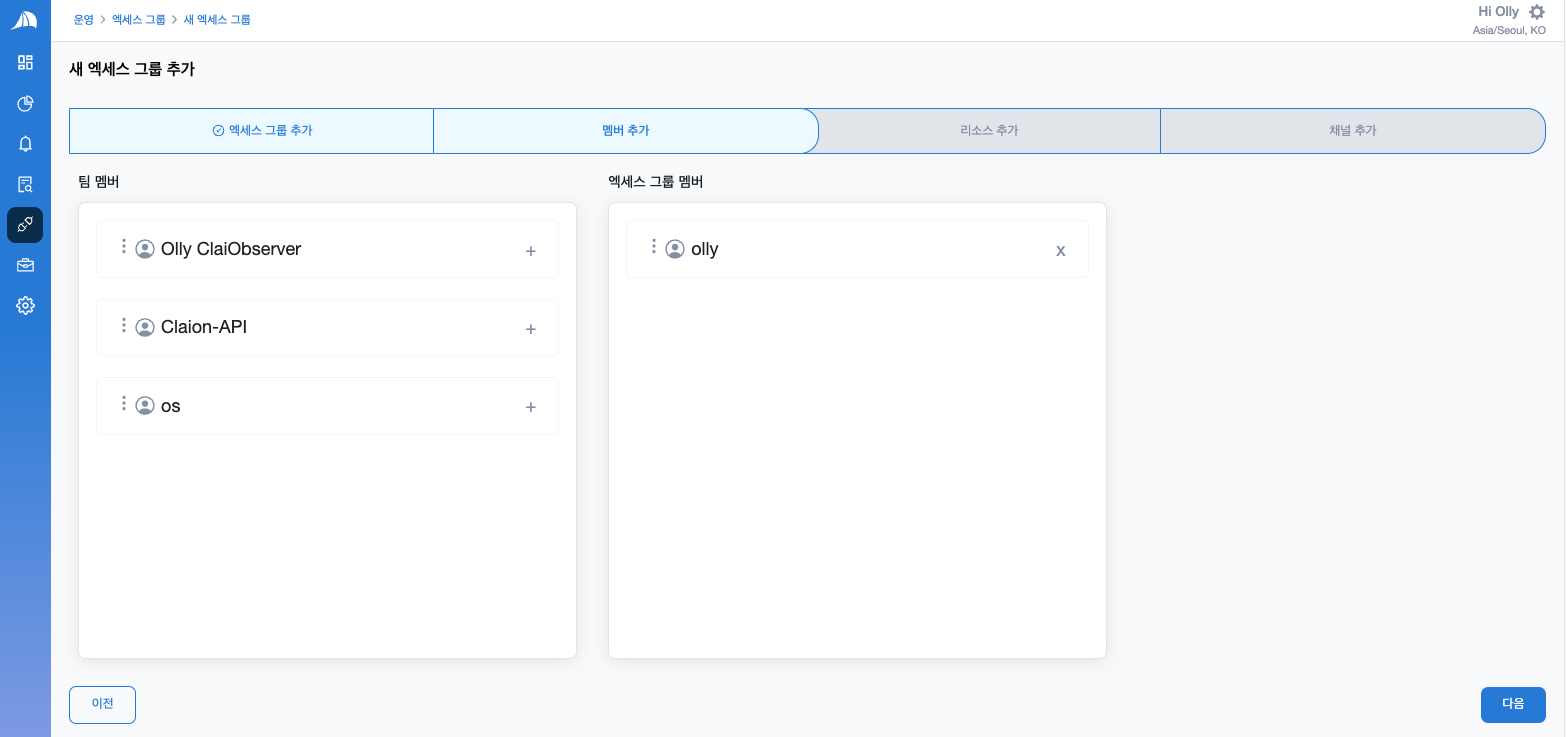 운영 > 엑세스 그룹 > 새 엑세스 그룹
Hi Olly
Asia/Seoul, KO
새 엑세스 그룹 추가
엑세스 그룹 추가
멤버 추가
리소스 추가
채널 추가
팀 멤버
Olly ClaiObserver
+
Claion-API
+
os
+
엑세스 그룹 멤버
olly
x
이전
다음